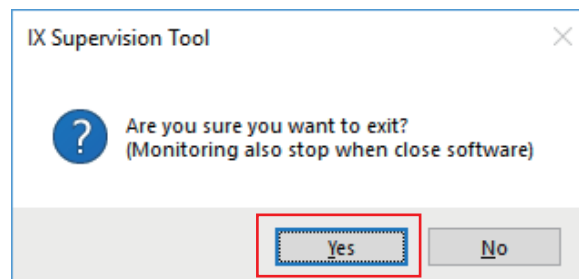 IX Supervision Tool
Are you sure you want to exit?
(Monitoring also stop when close software)
Yes
No